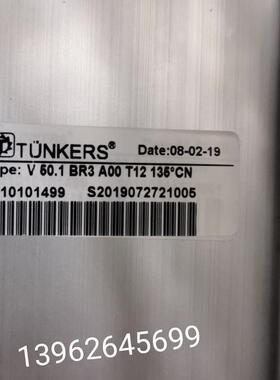 TÜNKERS® Date:08-02-19
pe: V 50.1 BR3 A00 T12 135°CN
10101499 S2019072721005
13962645699